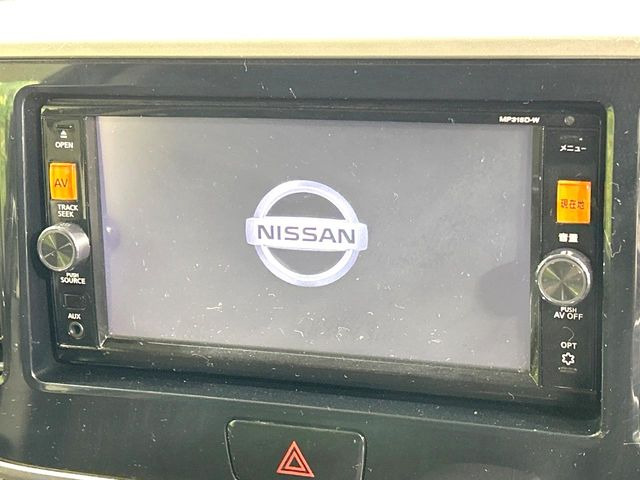 MP315D-W
OPEN
メニュー
AV
現在地
TRACK
SEEK
音量
NISSAN
PUSH
SOURCE
PUSH
AV OFF
AUX
OPT